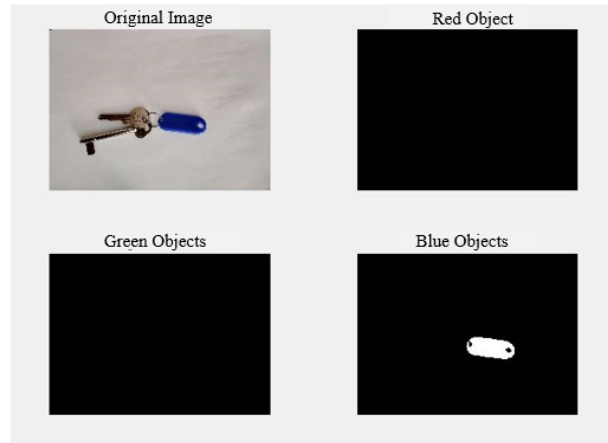 Original Image
Red Object
Green Objects
Blue Objects